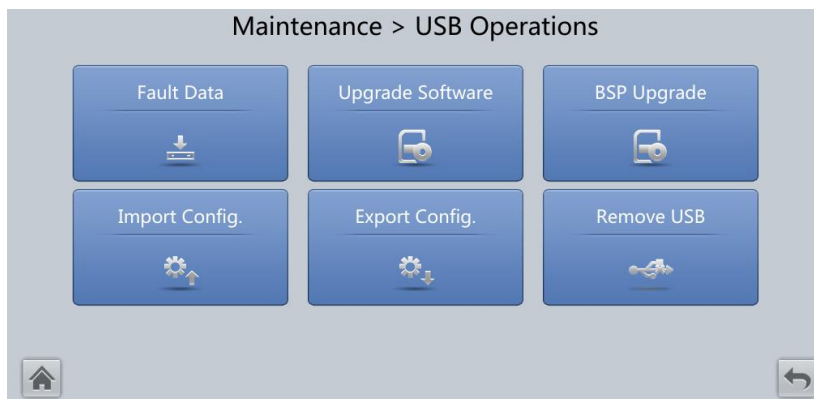 Maintenance > USB Operations
Fault Data
Upgrade Software
BSP Upgrade
Import Config.
Export Config.
Remove USB